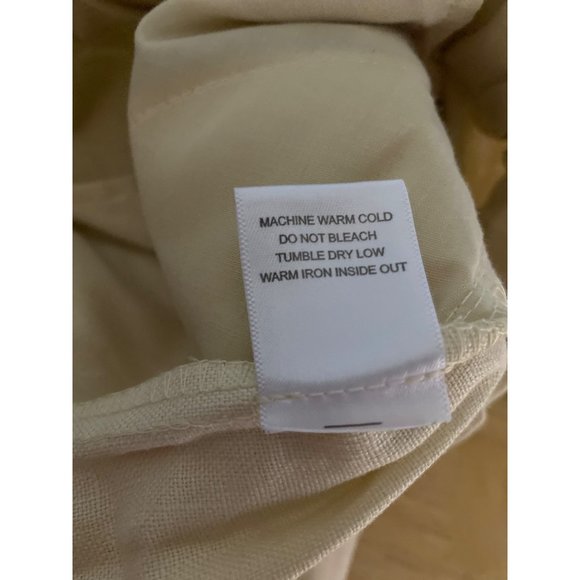 MACHINE WARM COLD
DO NOT BLEACH
TUMBLE DRY LOW
WARM IRON INSIDE OUT